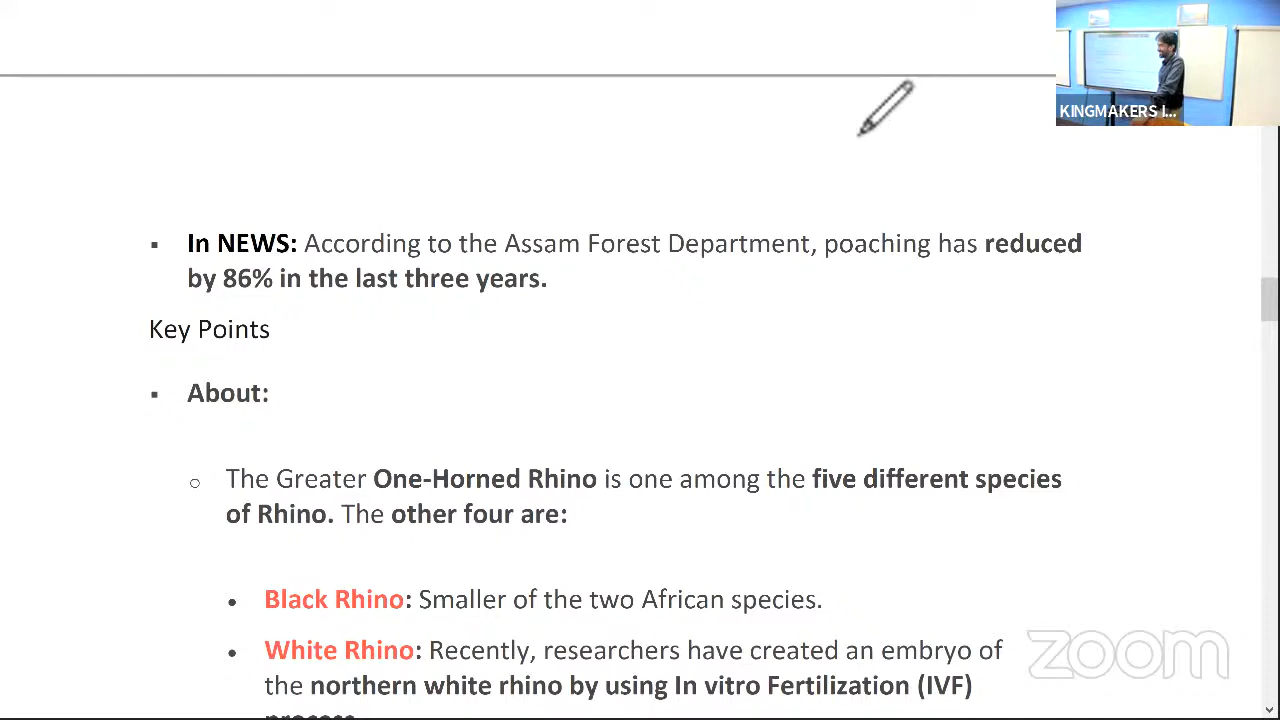 KINGMAKERS I...
▪ In NEWS: According to the Assam Forest Department, poaching has reduced
by 86% in the last three years.
Key Points
▪ About:
o The Greater One-Horned Rhino is one among the five different species
of Rhino. The other four are:
• Black Rhino: Smaller of the two African species.
• White Rhino: Recently, researchers have created an embryo of
the northern white rhino by using In vitro Fertilization (IVF)
process
zoom